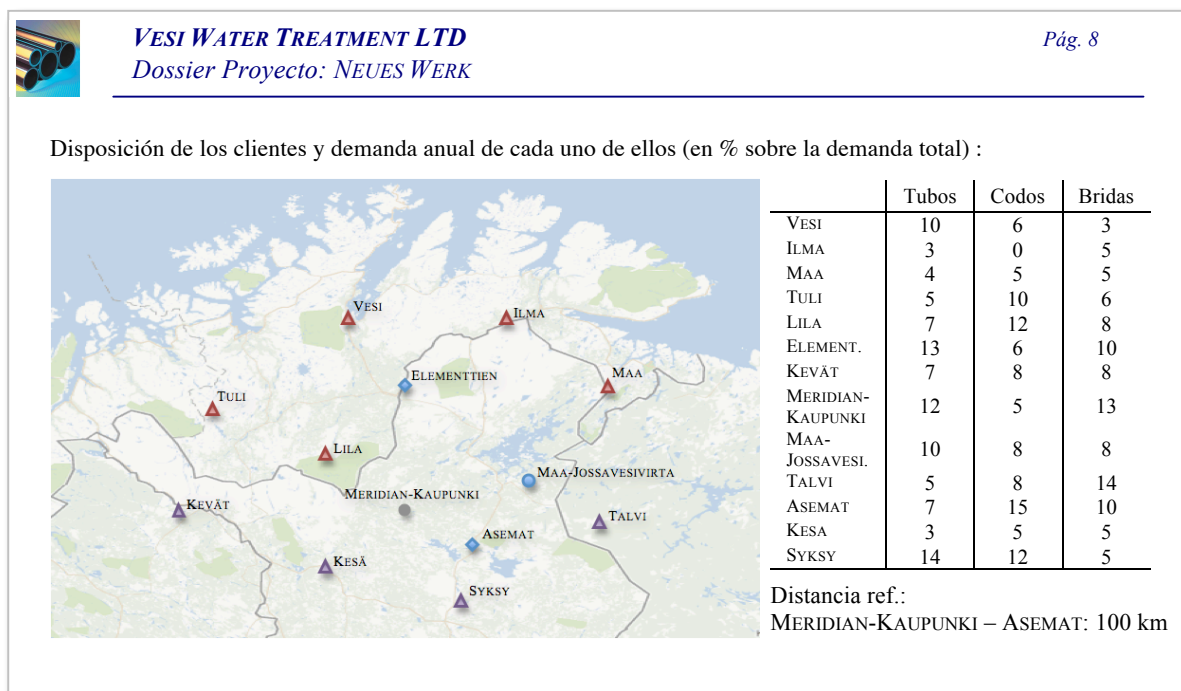 VESI WATER TREATMENT LTD
Pág. 8
Dossier Proyecto: NEUES WERK
Disposición de los clientes y demanda anual de cada uno de ellos (en % sobre la demanda total) :
VESI
ILMA
ELEMENTTIEN
MAA
TULI
LILA
MAA-JOSSAVESIVIRTA
MERIDIAN-KAUPUNKI
KEVÄT
TALVI
ASEMAT
KESÄ
SYKSY
Tubos Codos Bridas
VESI 10 6 3
ILMA 3 0 5
MAA 4 5 5
TULI 5 10 6
LILA 7 12 8
ELEMENT. 13 6 10
KEVÄT 7 8 8
MERIDIAN-
KAUPUNKI 12 5 13
MAA-
JOSSAVESI. 10 8 8
TALVI 5 8 14
ASEMAT 7 15 10
KESA 3 5 5
SYKSY 14 12 5
Distancia ref.:
MERIDIAN-KAUPUNKI – ASEMAT: 100 km